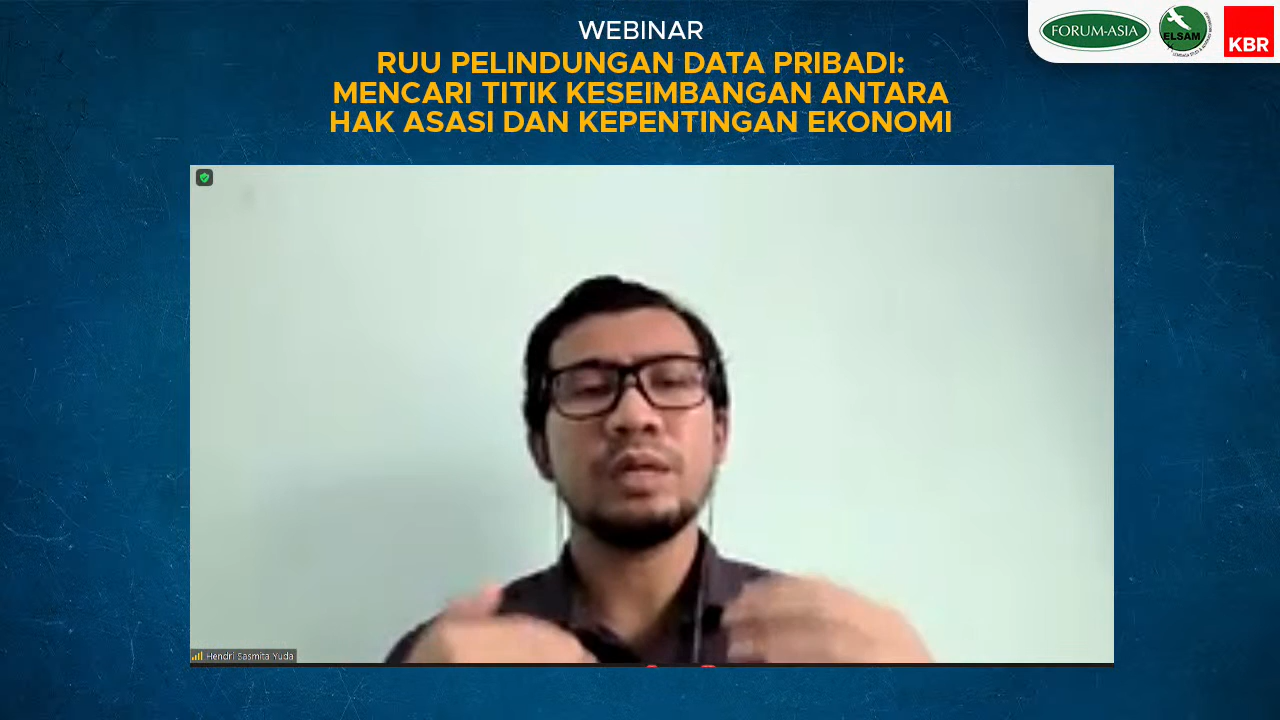 WEBINAR
RUU PELINDUNGAN DATA PRIBADI:
MENCARI TITIK KESEIMBANGAN ANTARA
HAK ASASI DAN KEPENTINGAN EKONOMI
FORUM-ASIA
ELSAM
KBR
Hendri Sasmita Yuda